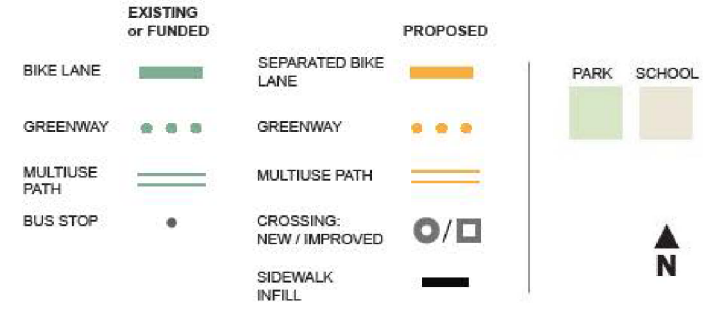 EXISTING
or FUNDED
BIKE LANE
GREENWAY
MULTIUSE
PATH
BUS STOP
PROPOSED
SEPARATED BIKE
LANE
GREENWAY
MULTIUSE PATH
CROSSING:
NEW / IMPROVED
/
SIDEWALK
INFILL
PARK
SCHOOL
N